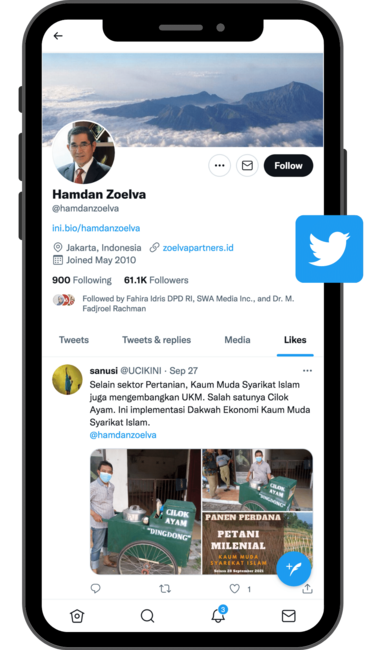 Follow
Hamdan Zoelva
@hamdanzoelva
ini.bio/hamdanzoelva
Jakarta, Indonesia zoelvapartners.id
Joined May 2010
900 Following 61.1K Followers
Followed by Fahira Idris DPD RI, SWA Media Inc., and Dr. M.
Fadjroel Rachman
Tweets Tweets & replies Media Likes
sanusi @UCIKINI · Sep 27
Selain sektor Pertanian, Kaum Muda Syarikat Islam
juga mengembangkan UKM. Salah satunya Cilok
Ayam. Ini implementasi Dakwah Ekonomi Kaum Muda
Syarikat Islam.
@hamdanzoelva
CILOK
AYAM
"DINGDONG"
CILOK
AYAM
"DINGDONG"
PANEN PERDANA
PETANI
MILENIAL
KAUM MUDA
SYAREKAT ISLAM
1
3